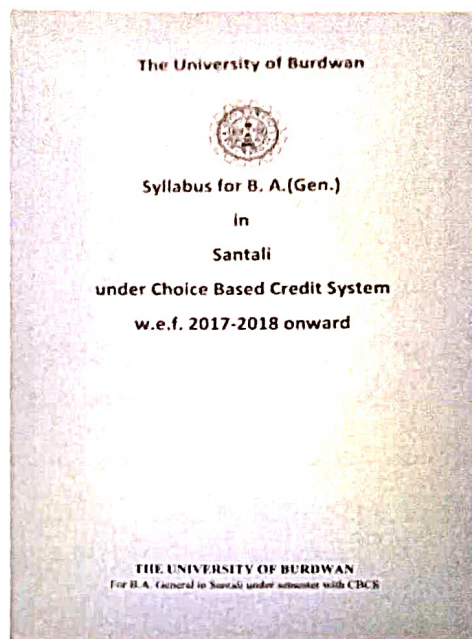 The University of Burdwan
Syllabus for B. A.(Gen.)
in
Santali
under Choice Based Credit System
w.e.f. 2017-2018 onward
THE UNIVERSITY OF BURDWAN
For B.A. General in Santali under semester with CBCS